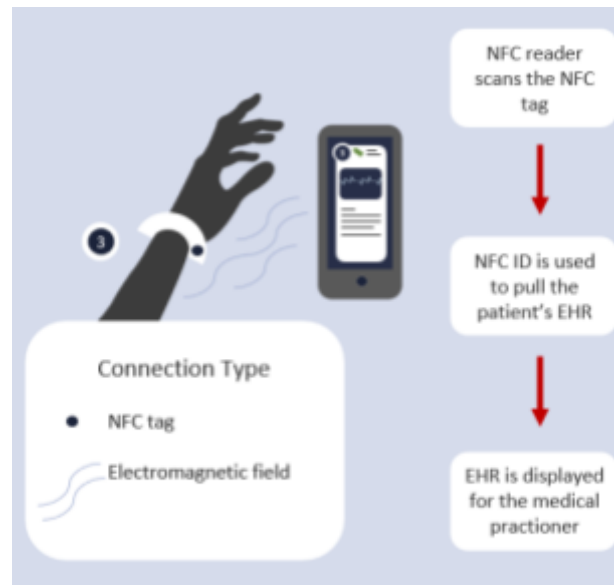 NFC reader
scans the NFC
tag
3
NFC ID is used
to pull the
patient's EHR
Connection Type
NFC tag
Electromagnetic field
EHR is displayed
for the medical
practioner